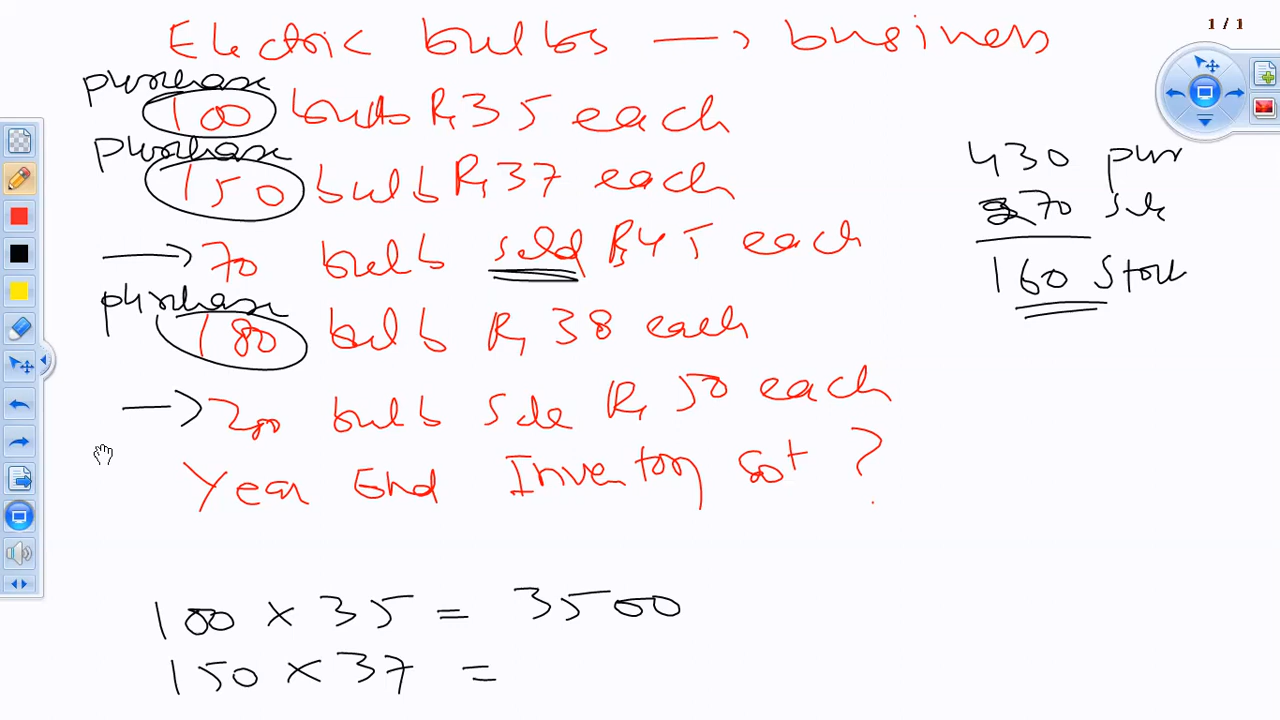 1 / 1
Electric bulbs → business
purchase
100 bulbs Rs 35 each
purchase
150 bulb Rs 37 each
→ 70 bulb sold Rs 45 each
purchase
180 bulb Rs 38 each
→ 200 bulb Sale Rs 50 each
Year End Inventory ?
430 pur
270 Sale
160 Stock
100 × 35 = 3500
150 × 37 =